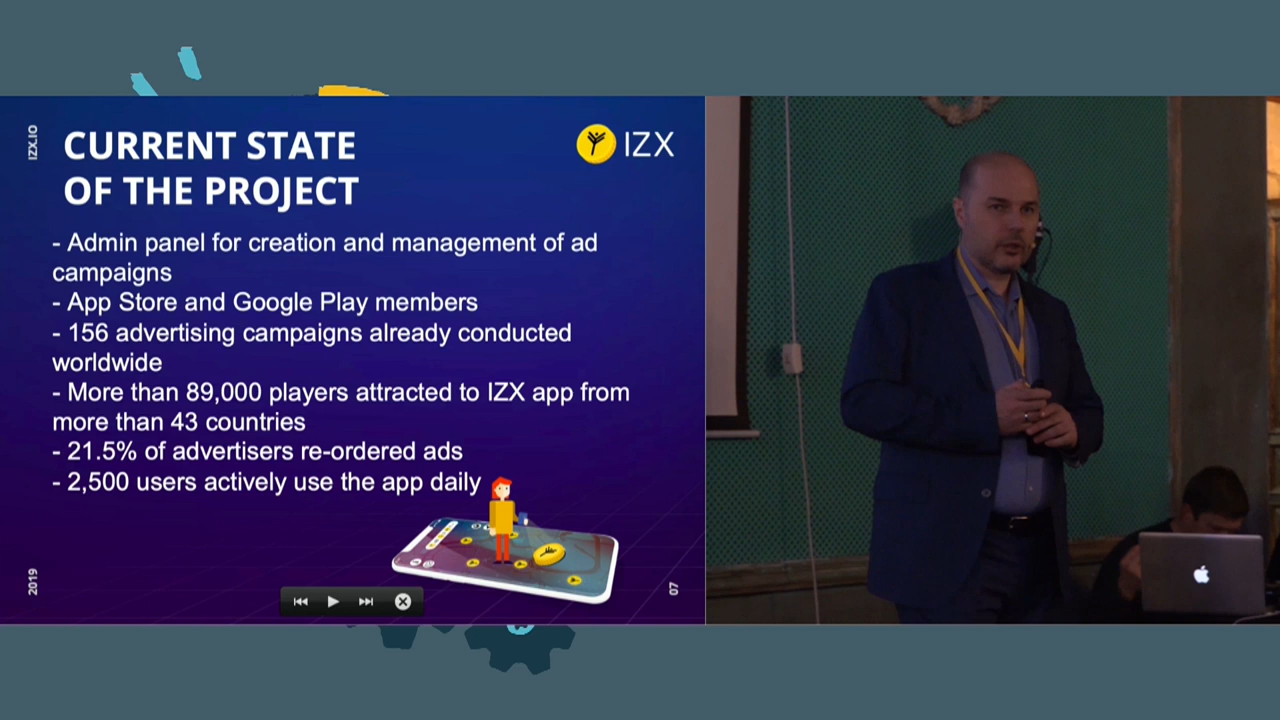 IZX.IO
CURRENT STATE
OF THE PROJECT
IZX
- Admin panel for creation and management of ad
campaigns
- App Store and Google Play members
- 156 advertising campaigns already conducted
worldwide
- More than 89,000 players attracted to IZX app from
more than 43 countries
- 21.5% of advertisers re-ordered ads
- 2,500 users actively use the app daily
2019
07